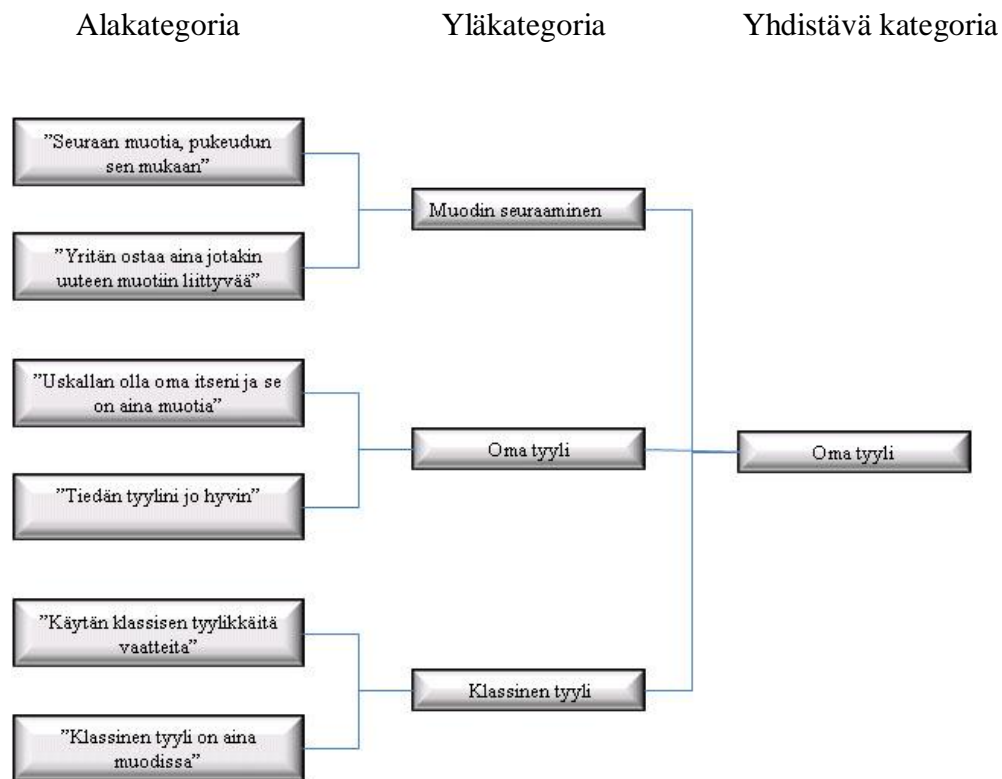 Alakategoria Yläkategoria Yhdistävä kategoria
”Seuraan muotia, pukeudun
sen mukaan”
Muodin seuraaminen
”Yritän ostaa aina jotakin
uuteen muotiin liittyvää”
”Uskallan olla oma itseni ja se
on aina muotia”
Oma tyyli
Oma tyyli
”Tiedän tyylini jo hyvin”
”Käytän klassisen tyylikkäitä
vaatteita”
Klassinen tyyli
”Klassinen tyyli on aina
muodissa”